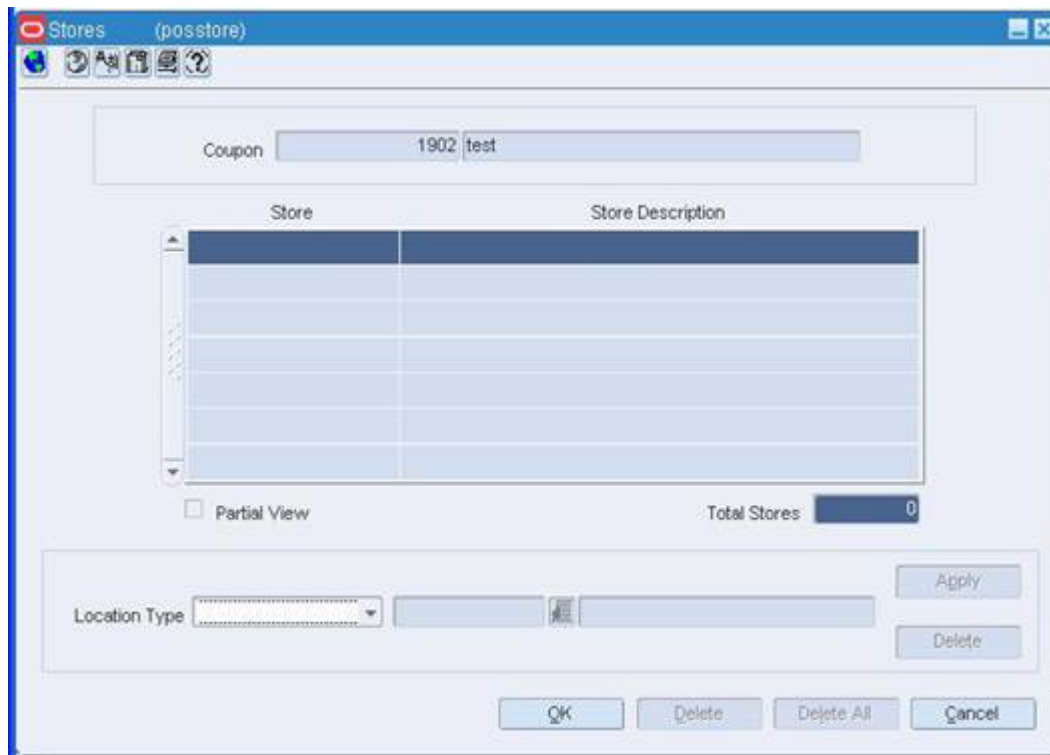 Stores (posstore)
Coupon 1902 test
Store Store Description
Partial View Total Stores 0
Apply
Location Type
Delete
OK Delete Delete All Cancel